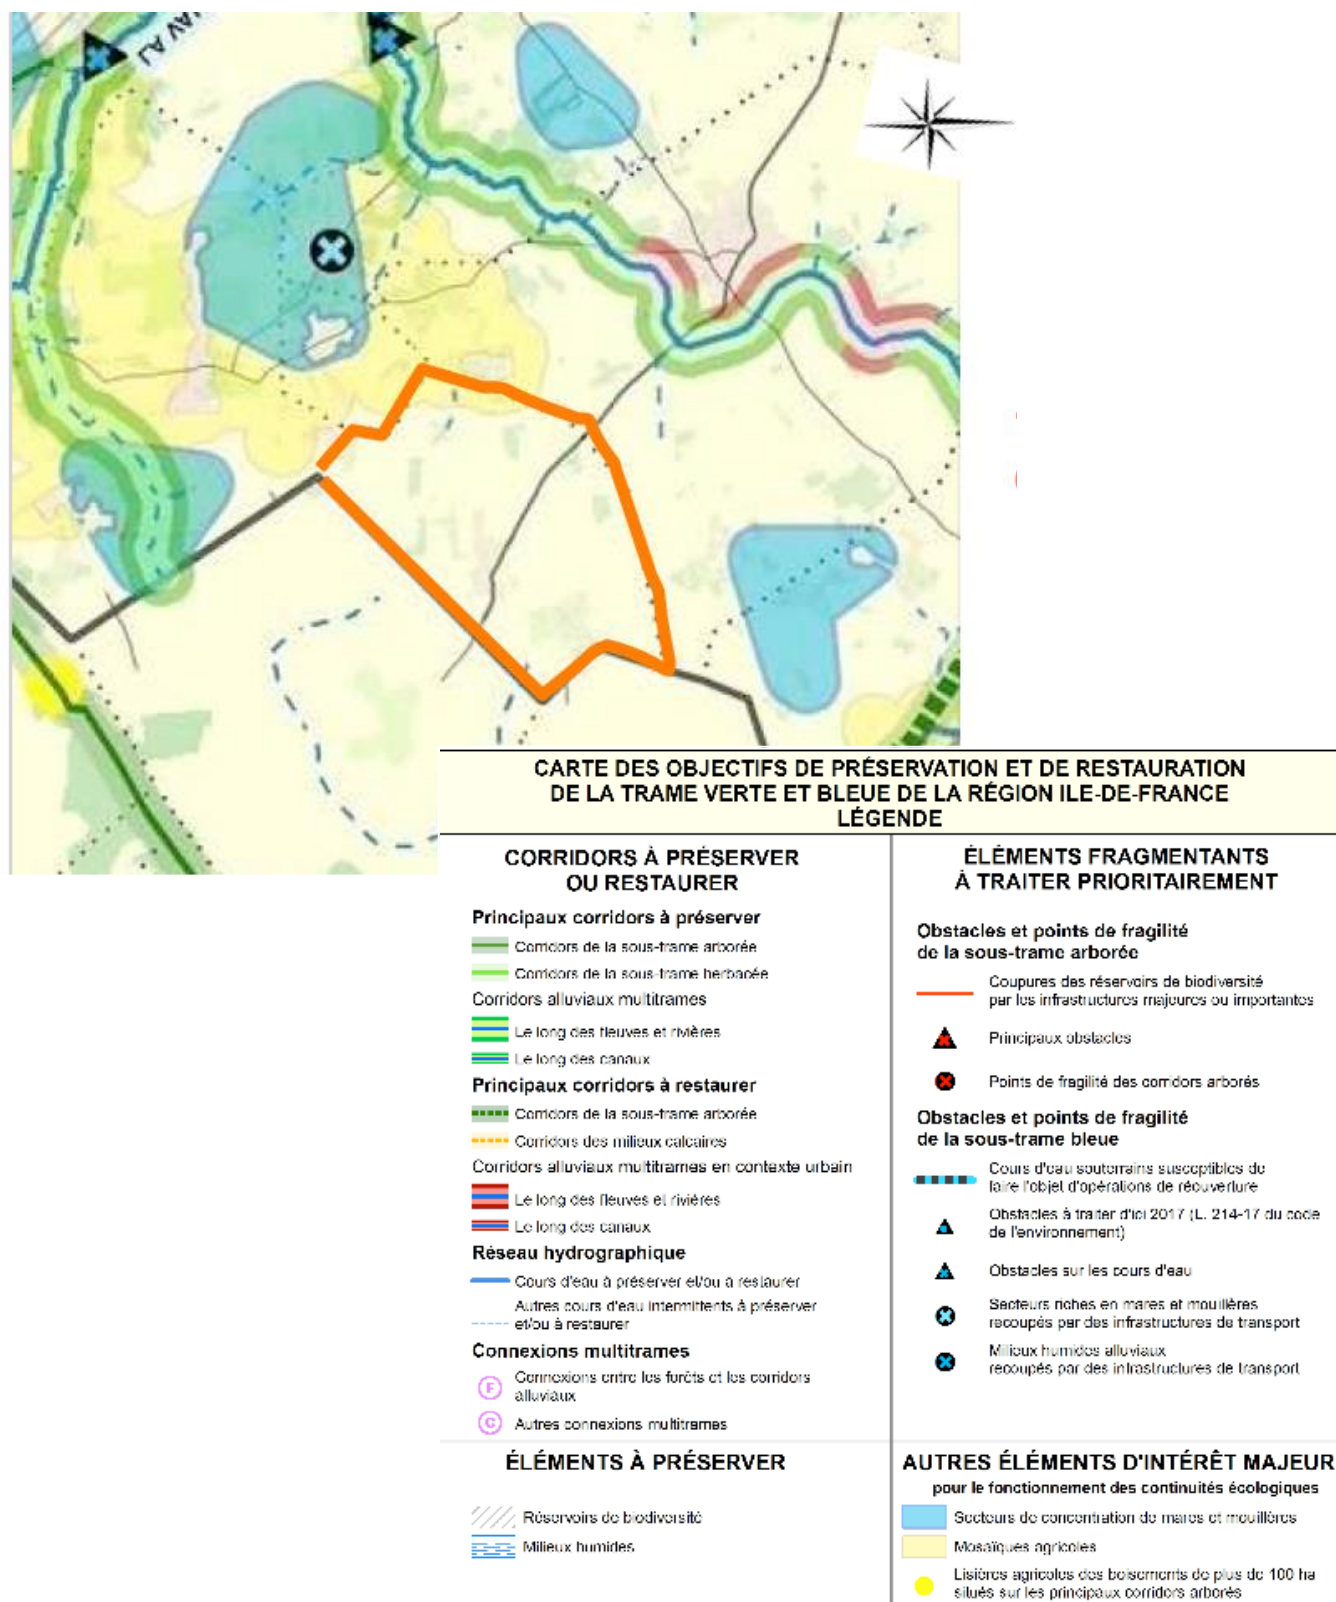 LA VAV
CARTE DES OBJECTIFS DE PRÉSERVATION ET DE RESTAURATION
DE LA TRAME VERTE ET BLEUE DE LA RÉGION ILE-DE-FRANCE
LÉGENDE
CORRIDORS À PRÉSERVER
OU RESTAURER
Principaux corridors à préserver
Corridors de la sous-trame arborée
Corridors de la sous-trame herbacée
Corridors alluviaux multitrames
Le long des fleuves et rivières
Le long des canaux
Principaux corridors à restaurer
Corridors de la sous-trame arborée
Corridors des milieux calcaires
Corridors alluviaux multitrames en contexte urbain
Le long des fleuves et rivières
Le long des canaux
Réseau hydrographique
Cours d'eau à préserver et/ou à restaurer
Autres cours d'eau intermittents à préserver
et/ou à restaurer
Connexions multitrames
F
Connexions entre les forêts et les corridors
alluviaux
C
Autres connexions multitrames
ÉLÉMENTS À PRÉSERVER
Réservoirs de biodiversité
Milieux humides
ÉLÉMENTS FRAGMENTANTS
À TRAITER PRIORITAIREMENT
Obstacles et points de fragilité
de la sous-trame arborée
Coupures des réservoirs de biodiversité
par les infrastructures majeures ou importantes
Principaux obstacles
Points de fragilité des corridors arborés
Obstacles et points de fragilité
de la sous-trame bleue
Cours d'eau souterrains susceptibles de
faire l'objet d'opérations de réouverture
Obstacles à traiter d'ici 2017 (L. 214-17 du code
de l'environnement)
Obstacles sur les cours d'eau
Secteurs riches en mares et mouillères
recoupés par des infrastructures de transport
Milieux humides alluviaux
recoupés par des infrastructures de transport
AUTRES ÉLÉMENTS D'INTÉRÊT MAJEUR
pour le fonctionnement des continuités écologiques
Secteurs de concentration de mares et mouillères
Mosaïques agricoles
Lisières agricoles des boisements de plus de 100 ha
situés sur les principaux corridors arborés